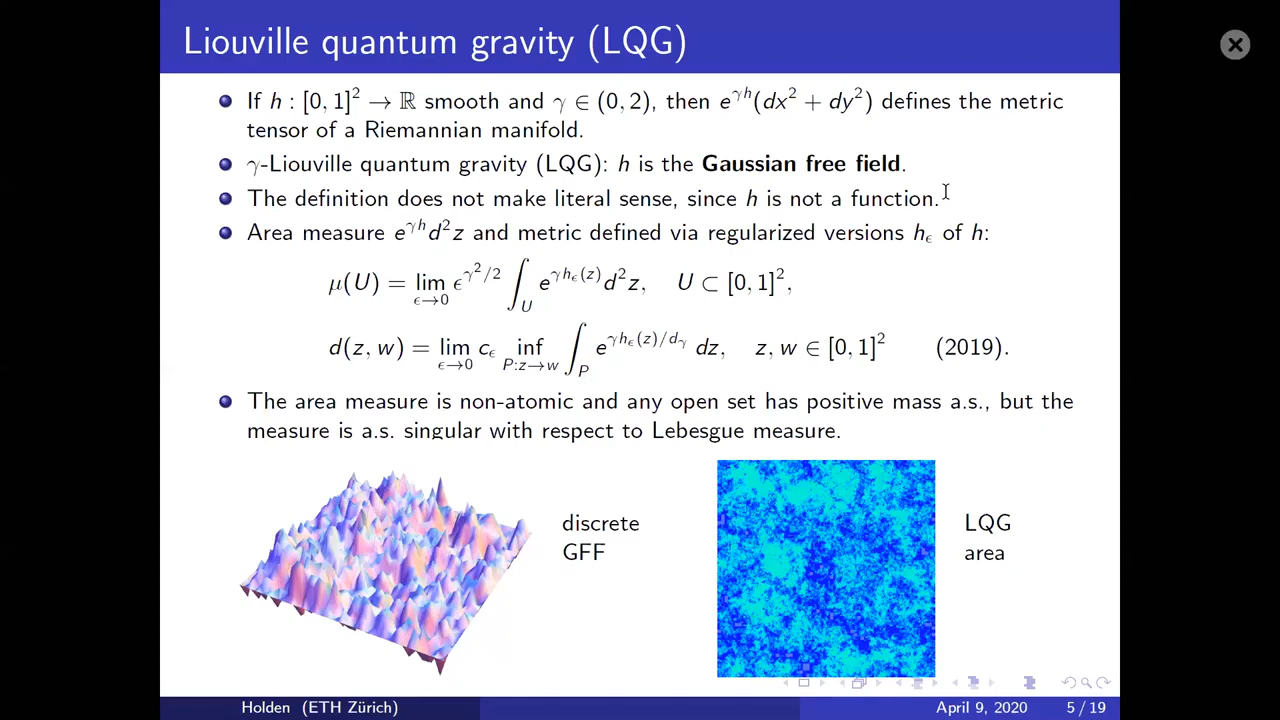 Liouville quantum gravity (LQG)
If h : [0, 1]² → ℝ smooth and γ ∈ (0, 2), then e^{γh}(dx² + dy²) defines the metric
tensor of a Riemannian manifold.
γ-Liouville quantum gravity (LQG): h is the Gaussian free field.
The definition does not make literal sense, since h is not a function.
Area measure e^{γh}d²z and metric defined via regularized versions h_ϵ of h:
μ(U) = lim_{ϵ→0} ϵ^{γ²/2} ∫_U e^{γh_ϵ(z)}d²z, U ⊂ [0, 1]²,
d(z, w) = lim_{ϵ→0} c_ϵ inf_{P:z→w} ∫_P e^{γh_ϵ(z)/d_γ} dz, z, w ∈ [0, 1]² (2019).
The area measure is non-atomic and any open set has positive mass a.s., but the
measure is a.s. singular with respect to Lebesgue measure.
discrete
GFF
LQG
area
Holden (ETH Zürich) April 9, 2020 5 / 19